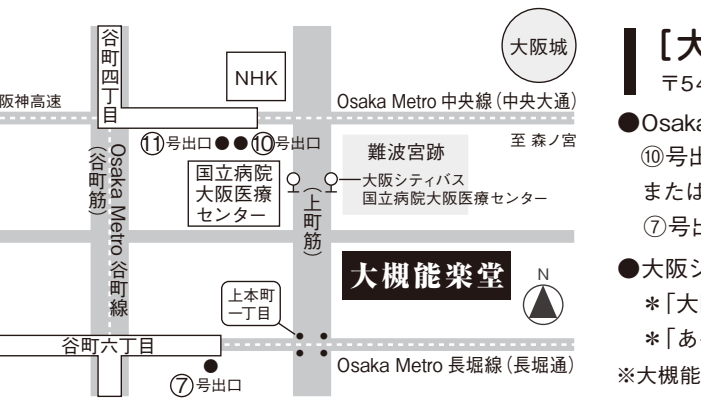 谷町四丁目
NHK
大阪城
阪神高速
Osaka Metro 中央線（中央大通）
⑪号出口●●⑩号出口
至 森ノ宮
難波宮跡
国立病院
大阪医療
センター
大阪シティバス
国立病院大阪医療センター
Osaka Metro 谷町線
（谷町筋）
（上町筋）
大槻能楽堂
N
上本町
一丁目
谷町六丁目
⑦号出口
Osaka Metro 長堀線（長堀通）
［大
〒54
●Osaka
⑩号出
または
⑦号出
●大阪シ
＊「大
＊「あ
※大槻能